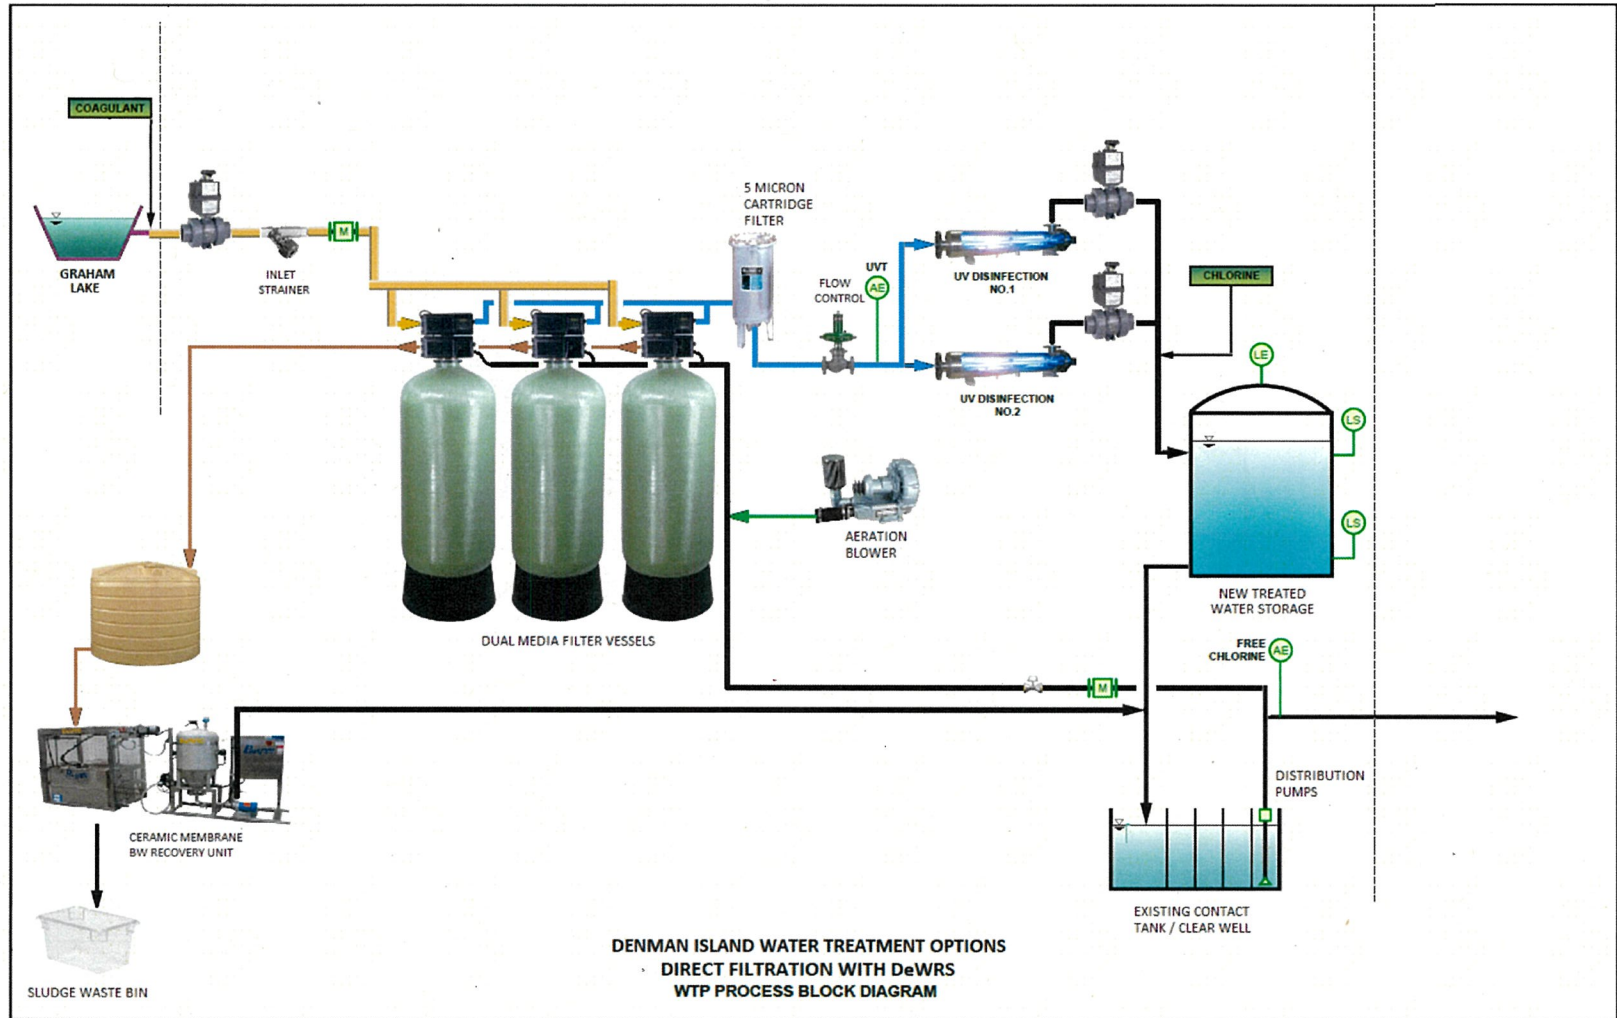 COAGULANT
GRAHAM
LAKE
INLET
STRAINER
M
5 MICRON
CARTRIDGE
FILTER
FLOW
CONTROL
UVT
AE
UV DISINFECTION
NO.1
UV DISINFECTION
NO.2
CHLORINE
LE
LS
LS
NEW TREATED
WATER STORAGE
AERATION
BLOWER
DUAL MEDIA FILTER VESSELS
FREE
CHLORINE
AE
M
DISTRIBUTION
PUMPS
CERAMIC MEMBRANE
BW RECOVERY UNIT
EXISTING CONTACT
TANK / CLEAR WELL
SLUDGE WASTE BIN
DENMAN ISLAND WATER TREATMENT OPTIONS
DIRECT FILTRATION WITH DeWRS
WTP PROCESS BLOCK DIAGRAM